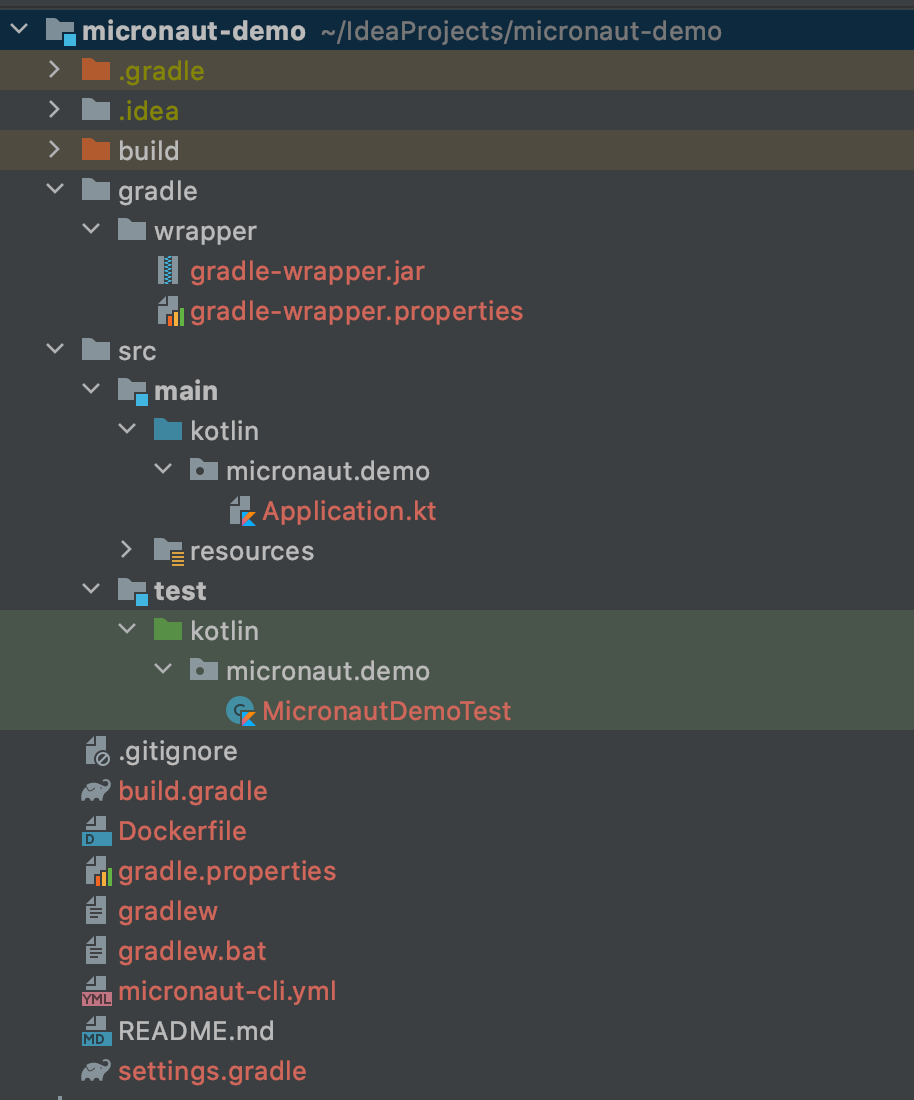 micronaut-demo ~/IdeaProjects/micronaut-demo
.gradle
.idea
build
gradle
wrapper
gradle-wrapper.jar
gradle-wrapper.properties
src
main
kotlin
micronaut.demo
Application.kt
resources
test
kotlin
micronaut.demo
MicronautDemoTest
.gitignore
build.gradle
D Dockerfile
gradle.properties
gradlew
gradlew.bat
YML micronaut-cli.yml
MD README.md
settings.gradle